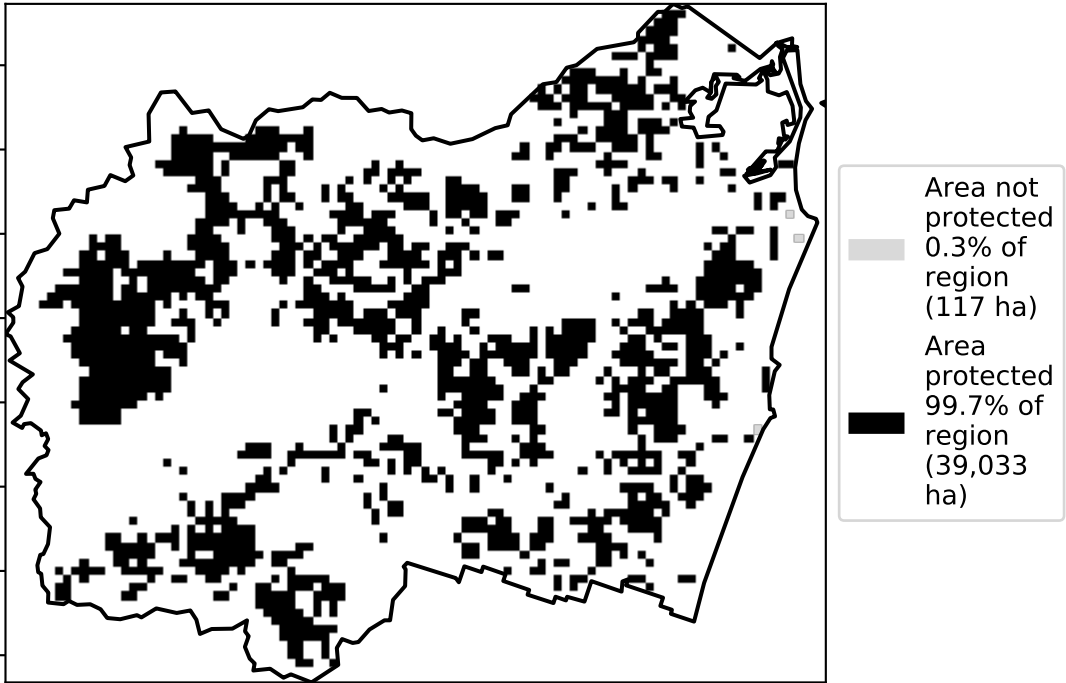 Area not
protected
0.3% of
region
(117 ha)
Area
protected
99.7% of
region
(39,033
ha)